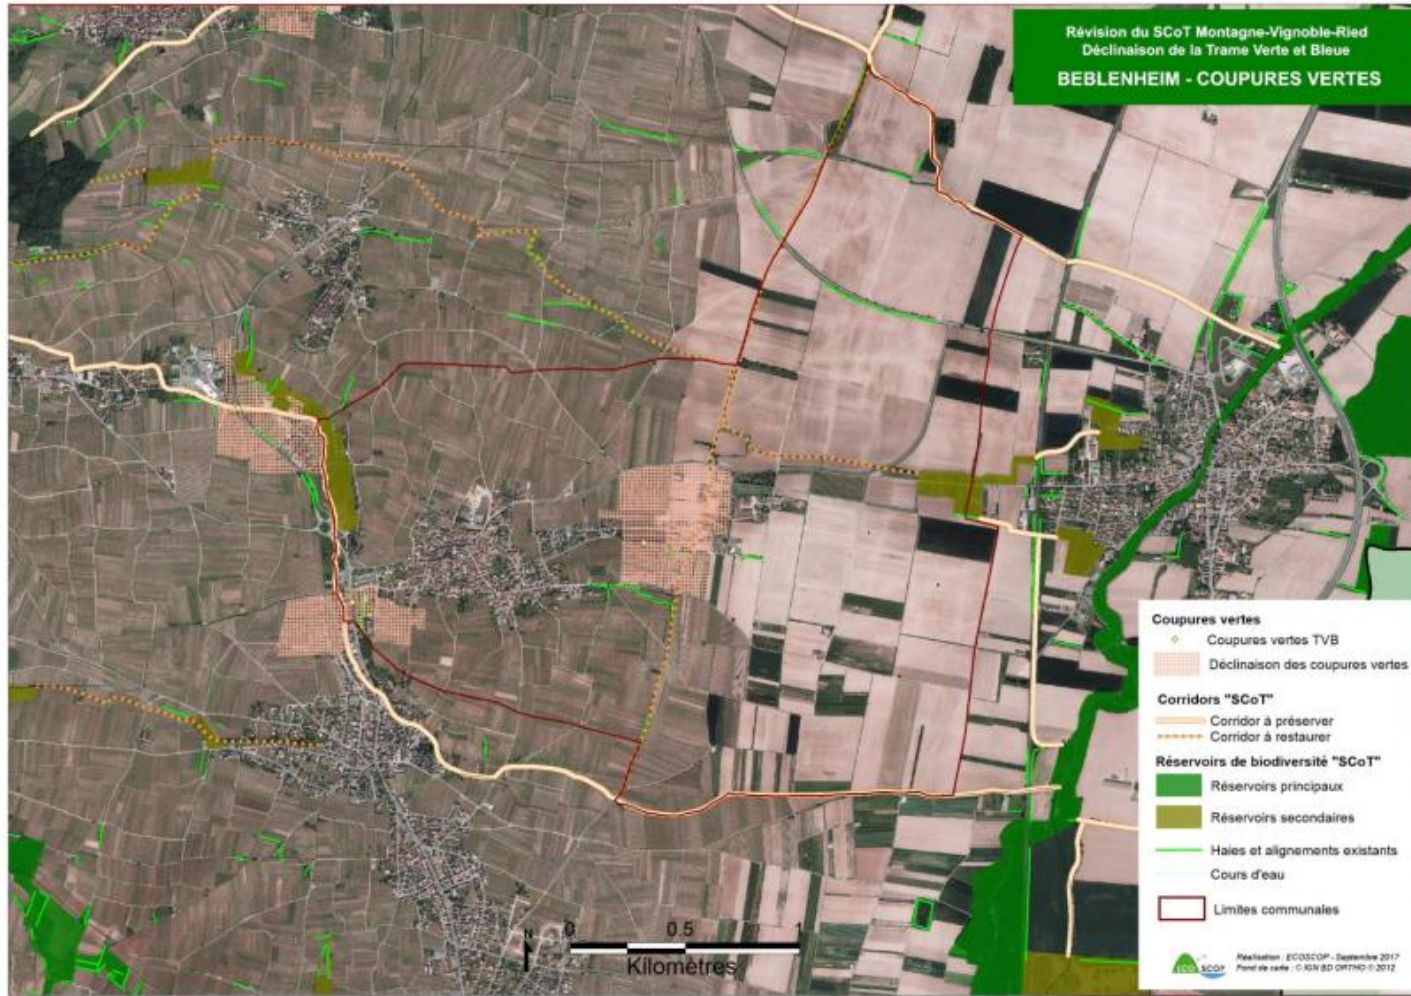 Révision du SCoT Montagne-Vignoble-Ried
Déclinaison de la Trame Verte et Bleue
BEBLENHEIM - COUPURES VERTES
Coupures vertes
Coupures vertes TVB
Déclinaison des coupures vertes
Corridors "SCoT"
Corridor à préserver
Corridor à restaurer
Réservoirs de biodiversité "SCoT"
Réservoirs principaux
Réservoirs secondaires
Haies et alignements existants
Cours d'eau
Limites communales
N
0 0.5 1
Kilomètres
ECO SCOP
Réalisation : ECOSCOP - Septembre 2017
Fond de carte : © IGN BD ORTHO © 2012